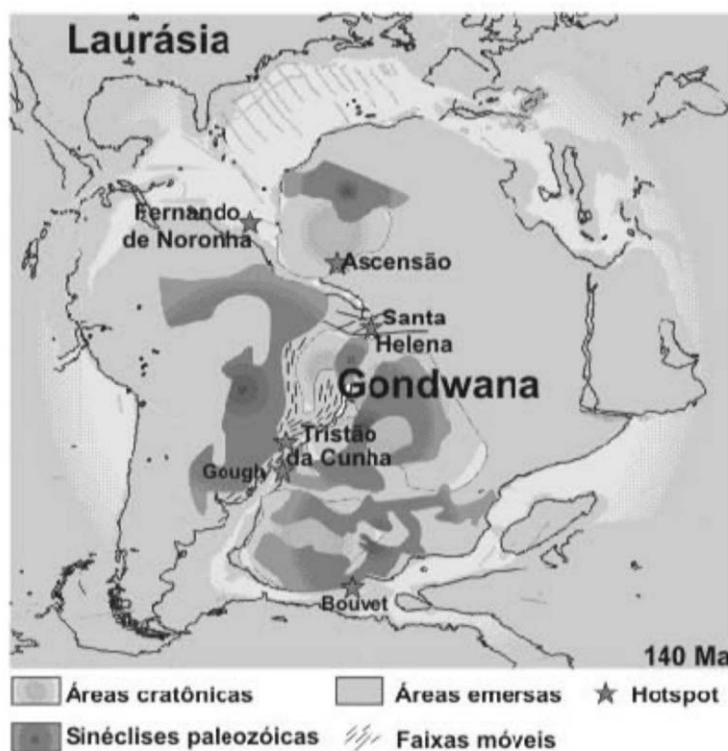 Laurásia
Fernando
de Noronha
Ascensão
Santa
Helena
Gondwana
Tristão
da Cunha
Gough
Bouvet
140 Ma
Áreas cratônicas
Áreas emersas
Hotspot
Sinéclises paleozóicas
Faixas móveis